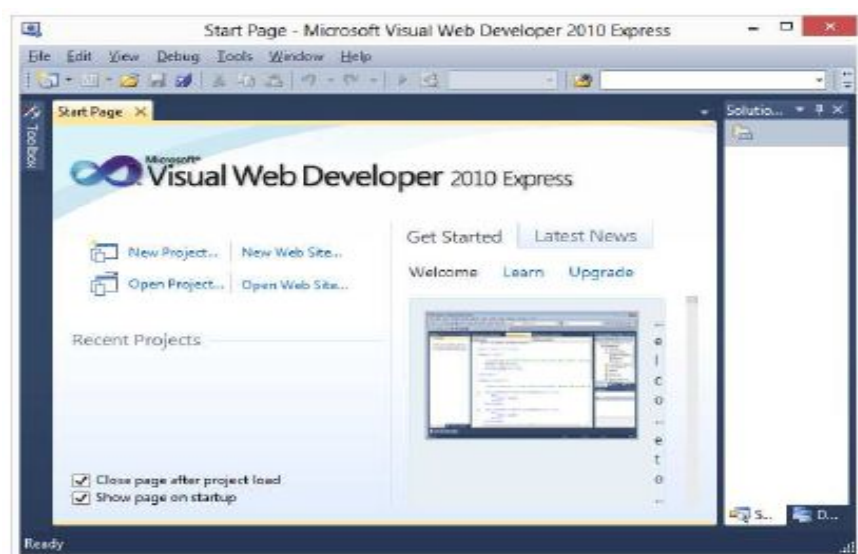 Start Page - Microsoft Visual Web Developer 2010 Express
File Edit View Debug Tools Window Help
Toolbox
Start Page
Solutio...
Microsoft®
Visual Web Developer 2010 Express
Get Started Latest News
New Project... New Web Site...
Welcome Learn Upgrade
Open Project... Open Web Site...
Recent Projects
e
l
c
o
e
t
o
Close page after project load
Show page on startup
S... D...
Ready